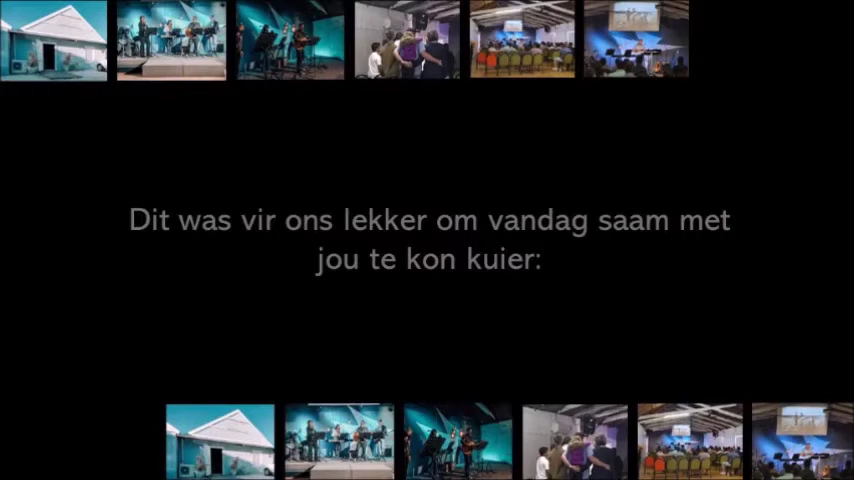 Dit was vir ons lekker om vandag saam met
jou te kon kuier: